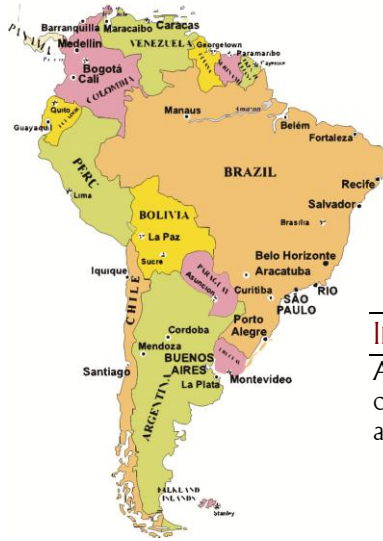 Barranquilla
Maracaibo
Caracas
PANAMA
Medellin
VENEZUELA
Georgetown
Paramaribo
Bogotá
Cali
COLOMBIA
Quito
Guayaquil
Manaus
Belém
Fortaleza
PERU
BRAZIL
Recife
Lima
Salvador
BOLIVIA
Brasilia
La Paz
Sucre
Belo Horizonte
Iquique
PARAGUAY
Aracatuba
Asuncion
Curitiba
RIO
SÃO
PAULO
CHILE
Porto
Alegre
Cordoba
Mendoza
BUENOS
AIRES
Santiago
La Plata
Montevideo
ARGENTINA
FALKLAND
ISLANDS
Stanley